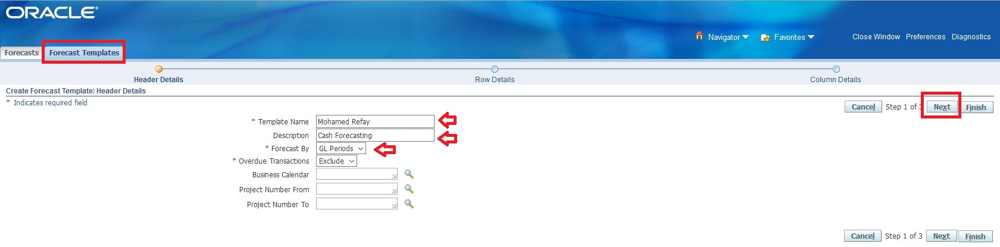 ORACLE
Navigator Favorites Close Window Preferences Diagnostics
Forecasts Forecast Templates
Header Details Row Details Column Details
Create Forecast Template: Header Details
* Indicates required field
Cancel Step 1 of 3 Next Finish
* Template Name Mohamed Refay
Description Cash Forecasting
* Forecast By GL Periods
* Overdue Transactions Exclude
Business Calendar
Project Number From
Project Number To
Cancel Step 1 of 3 Next Finish